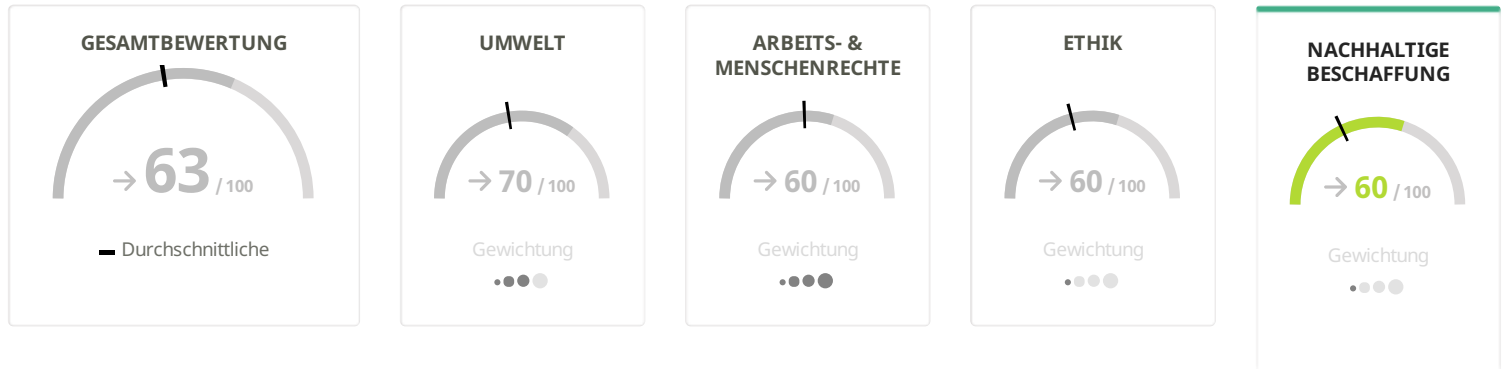 GESAMTBEWERTUNG
63 / 100
Durchschnittliche
UMWELT
70 / 100
Gewichtung
ARBEITS- &
MENSCHENRECHTE
60 / 100
Gewichtung
ETHIK
60 / 100
Gewichtung
NACHHALTIGE
BESCHAFFUNG
60 / 100
Gewichtung